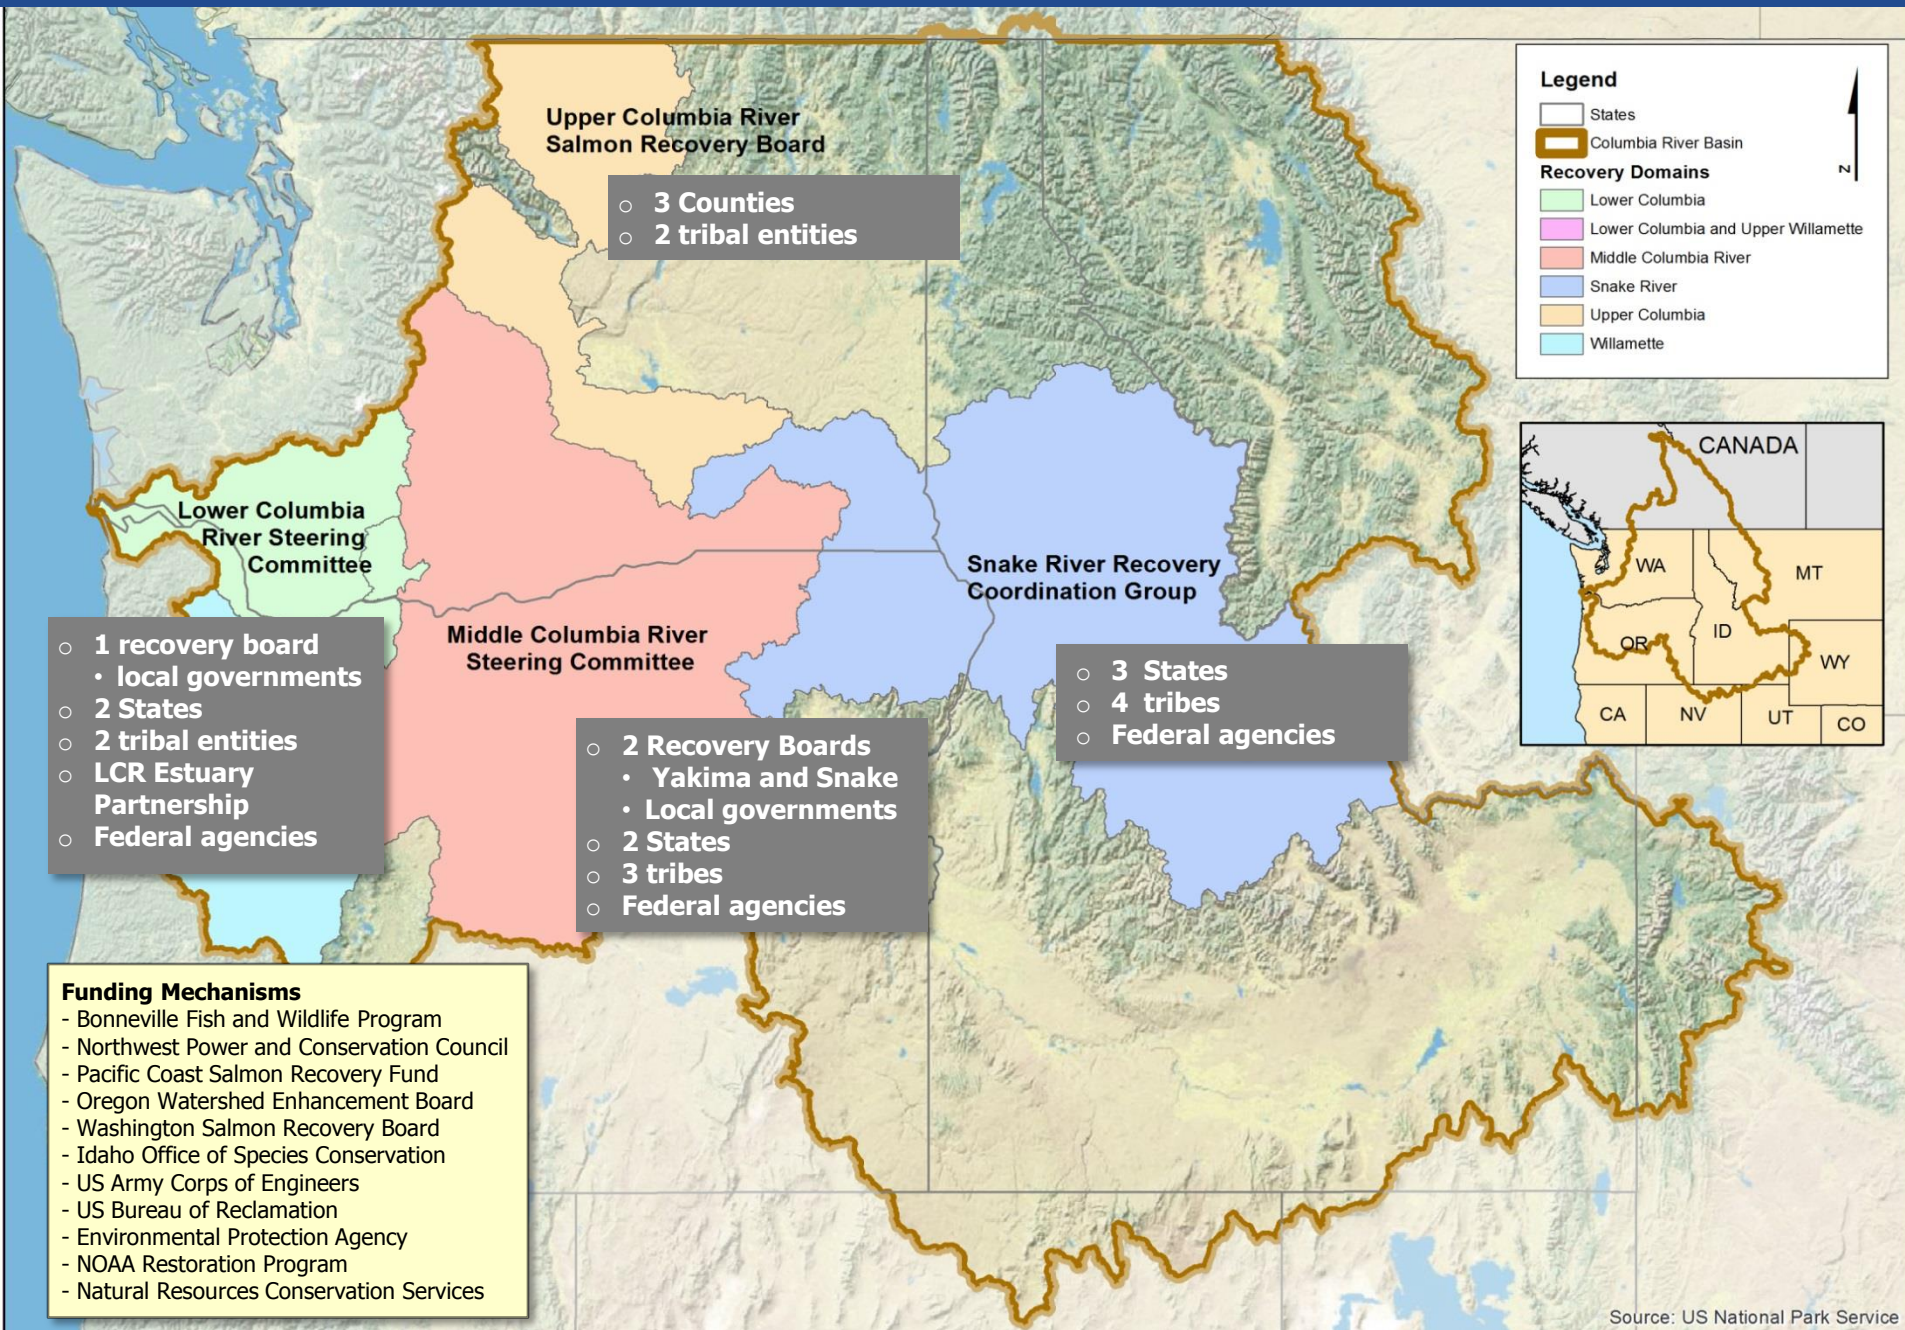 Upper Columbia River
Salmon Recovery Board
○ 3 Counties
○ 2 tribal entities
Legend
States
Columbia River Basin
Recovery Domains
Lower Columbia
Lower Columbia and Upper Willamette
Middle Columbia River
Snake River
Upper Columbia
Willamette
N
CANADA
WA
MT
OR
ID
WY
CA
NV
UT
CO
Lower Columbia
River Steering
Committee
○ 1 recovery board
• local governments
○ 2 States
○ 2 tribal entities
○ LCR Estuary
Partnership
○ Federal agencies
Middle Columbia River
Steering Committee
○ 2 Recovery Boards
• Yakima and Snake
• Local governments
○ 2 States
○ 3 tribes
○ Federal agencies
Snake River Recovery
Coordination Group
○ 3 States
○ 4 tribes
○ Federal agencies
Funding Mechanisms
- Bonneville Fish and Wildlife Program
- Northwest Power and Conservation Council
- Pacific Coast Salmon Recovery Fund
- Oregon Watershed Enhancement Board
- Washington Salmon Recovery Board
- Idaho Office of Species Conservation
- US Army Corps of Engineers
- US Bureau of Reclamation
- Environmental Protection Agency
- NOAA Restoration Program
- Natural Resources Conservation Services
Source: US National Park Service